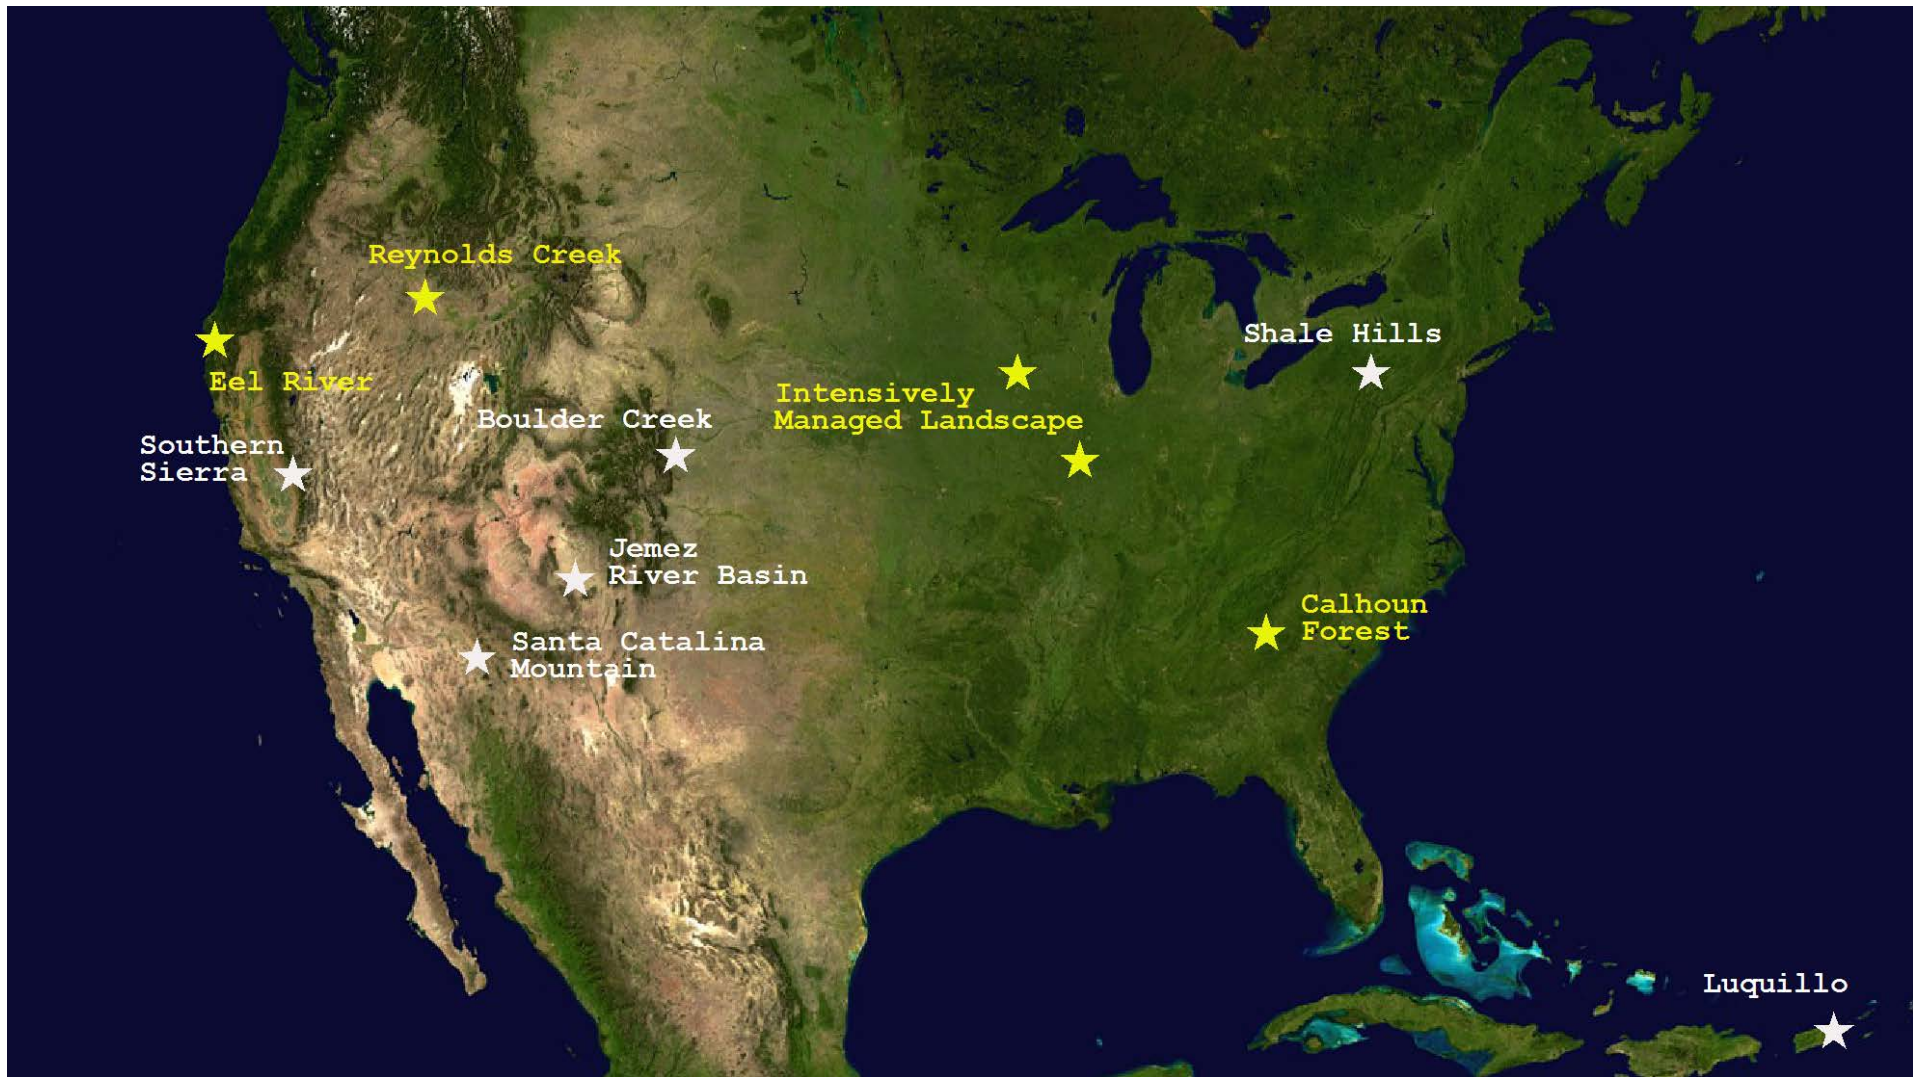 Reynolds Creek
Shale Hills
Eel River
Intensively
Managed Landscape
Boulder Creek
Southern
Sierra
Jemez
River Basin
Calhoun
Forest
Santa Catalina
Mountain
Luquillo